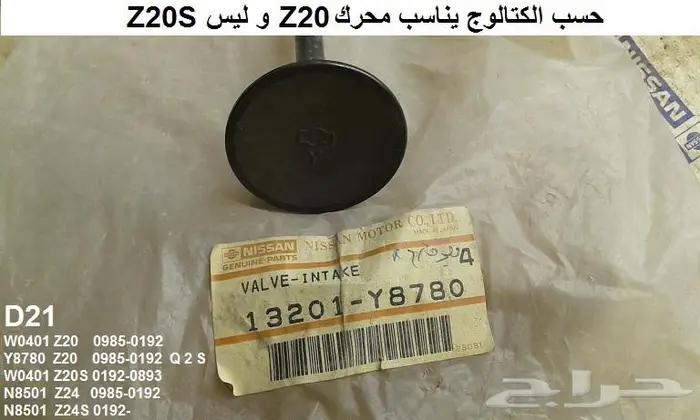 حسب الكتالوج يناسب محرك Z20 و ليس Z20S
NISSAN
NISSAN
GENUINE PARTS
NISSAN MOTOR CO., LTD.
MADE IN JAPAN
VALVE-INTAKE
4
13201-Y8780
D21
W0401 Z20 0985-0192
Y8780 Z20 0985-0192 Q 2 S
W0401 Z20S 0192-0893
N8501 Z24 0985-0192
N8501 Z24S 0192-
حراج